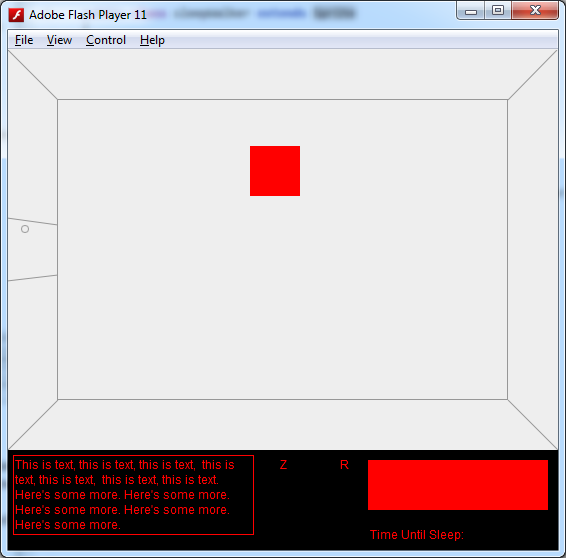 Adobe Flash Player 11
File View Control Help
This is text, this is text, this is text,  this is
text, this is text,  this is text, this is text.
Here's some more. Here's some more.
Here's some more. Here's some more.
Here's some more.
Z R
Time Until Sleep: